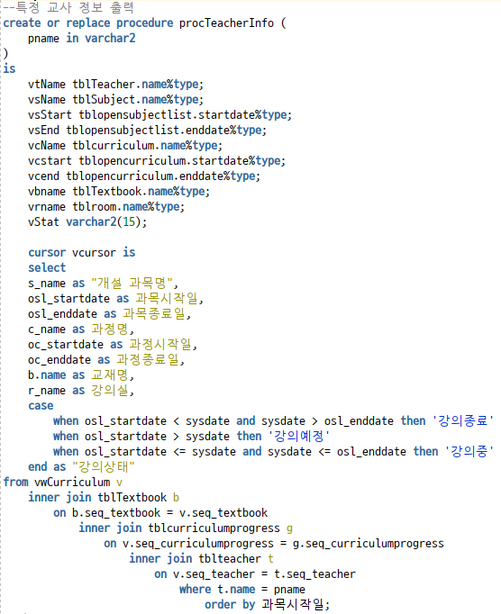 --특정 교사 정보 출력
create or replace procedure procTeacherInfo (
pname in varchar2
)
is
vtName tblTeacher.name%type;
vsName tblSubject.name%type;
vsStart tblopensubjectlist.startdate%type;
vsEnd tblopensubjectlist.enddate%type;
vcName tblcurriculum.name%type;
vcstart tblopencurriculum.startdate%type;
vcend tblopencurriculum.enddate%type;
vbname tblTextbook.name%type;
vrname tblroom.name%type;
vStat varchar2(15);
cursor vcursor is
select
s_name as "개설 과목명",
osl_startdate as 과목시작일,
osl_enddate as 과목종료일,
c_name as 과정명,
oc_startdate as 과정시작일,
oc_enddate as 과정종료일,
b.name as 교재명,
r_name as 강의실,
case
when osl_startdate < sysdate and sysdate > osl_enddate then '강의종료'
when osl_startdate > sysdate then '강의예정'
when osl_startdate <= sysdate and sysdate <= osl_enddate then '강의중'
end as "강의상태"
from vwCurriculum v
inner join tblTextbook b
on b.seq_textbook = v.seq_textbook
inner join tblcurriculumprogress g
on v.seq_curriculumprogress = g.seq_curriculumprogress
inner join tblteacher t
on v.seq_teacher = t.seq_teacher
where t.name = pname
order by 과목시작일;